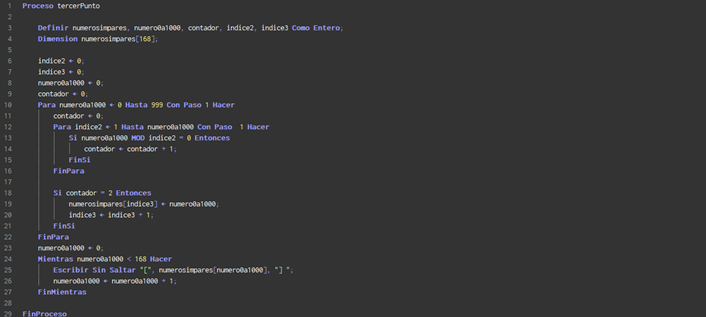 1 Proceso tercerPunto
2
3 Definir numerosimpares, numero0a1000, contador, indice2, indice3 Como Entero;
4 Dimension numerosimpares[168];
5
6 indice2 ← 0;
7 indice3 ← 0;
8 numero0a1000 ← 0;
9 contador ← 0;
10 Para numero0a1000 ← 0 Hasta 999 Con Paso 1 Hacer
11 contador ← 0;
12 Para indice2 ← 1 Hasta numero0a1000 Con Paso 1 Hacer
13 Si numero0a1000 MOD indice2 = 0 Entonces
14 contador ← contador + 1;
15 FinSi
16 FinPara
17
18 Si contador = 2 Entonces
19 numerosimpares[indice3] ← numero0a1000;
20 indice3 ← indice3 + 1;
21 FinSi
22 FinPara
23 numero0a1000 ← 0;
24 Mientras numero0a1000 < 168 Hacer
25 Escribir Sin Saltar "[", numerosimpares[numero0a1000], "] ";
26 numero0a1000 ← numero0a1000 + 1;
27 FinMientras
28
29 FinProceso